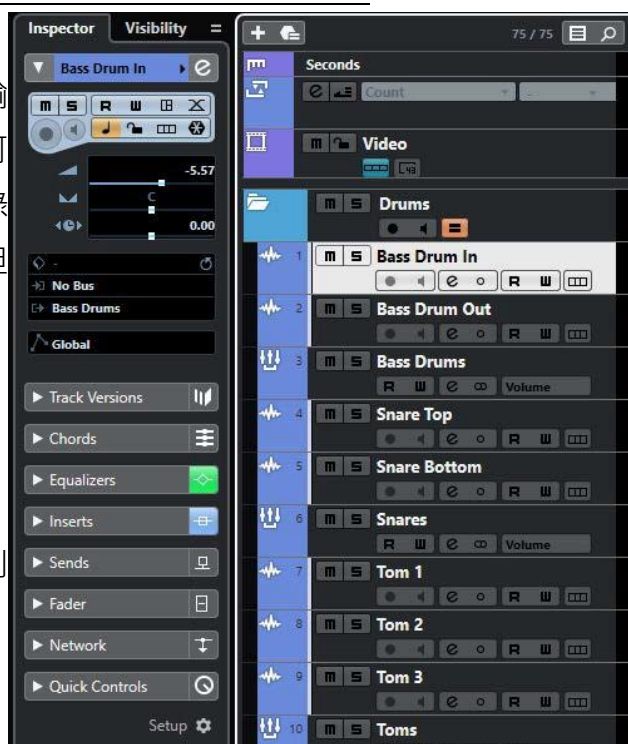 Inspector Visibility
75 / 75
Bass Drum In e
m S R W
-5.57
C
0.00
-
No Bus
Bass Drums
Global
Track Versions
Chords
Equalizers
Inserts
Sends
Fader
Network
Quick Controls
Setup
Seconds
e Count -
m Video
m S Drums
1 m S Bass Drum In
e R W
2 m S Bass Drum Out
e R W
3 m S Bass Drums
R W e Volume
4 m S Snare Top
e R W
5 m S Snare Bottom
e R W
6 m S Snares
R W e Volume
7 m S Tom 1
e R W
8 m S Tom 2
e R W
9 m S Tom 3
e R W
10 m S Toms